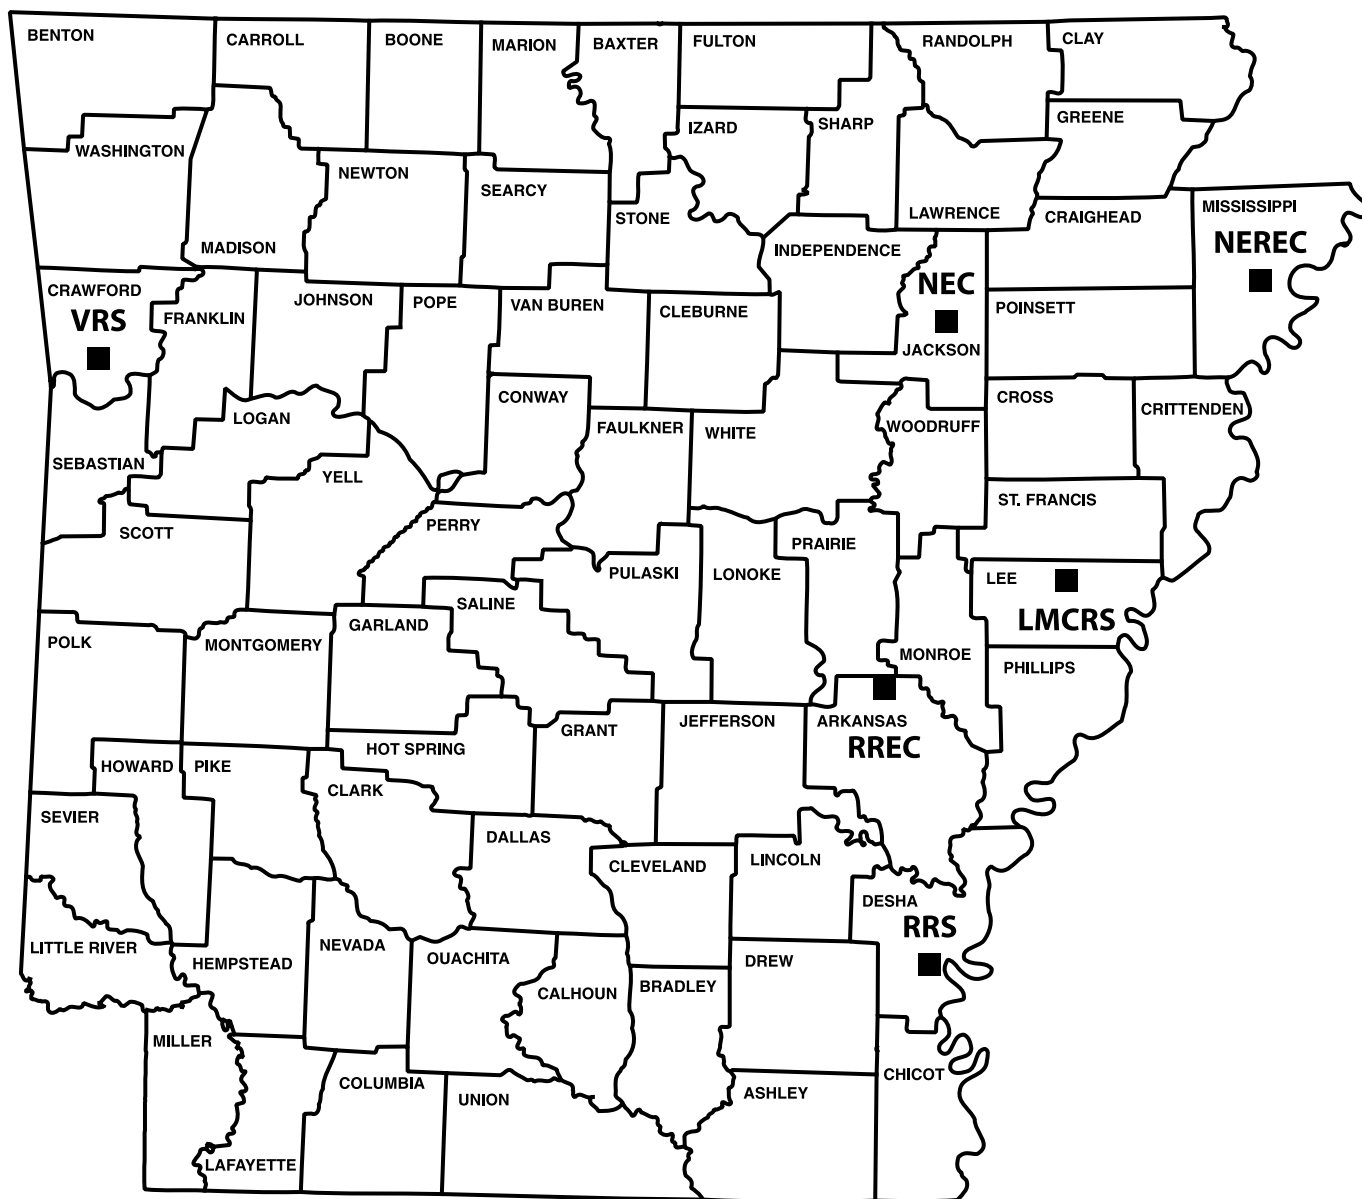 BENTON
CARROLL
BOONE
MARION
BAXTER
FULTON
RANDOLPH
CLAY
WASHINGTON
IZARD
SHARP
GREENE
NEWTON
SEARCY
STONE
LAWRENCE
CRAIGHEAD
MISSISSIPPI
NEREC
MADISON
INDEPENDENCE
NEC
CRAWFORD
VRS
FRANKLIN
JOHNSON
POPE
VAN BUREN
CLEBURNE
POINSETT
JACKSON
LOGAN
CONWAY
FAULKNER
WHITE
WOODRUFF
CROSS
CRITTENDEN
SEBASTIAN
YELL
ST. FRANCIS
SCOTT
PERRY
PRAIRIE
PULASKI
LONOKE
LEE
LMCRS
SALINE
GARLAND
POLK
MONTGOMERY
MONROE
PHILLIPS
HOT SPRING
GRANT
JEFFERSON
ARKANSAS
RREC
HOWARD
PIKE
CLARK
SEVIER
DALLAS
CLEVELAND
LINCOLN
DESHA
RRS
LITTLE RIVER
HEMPSTEAD
NEVADA
OUACHITA
CALHOUN
BRADLEY
DREW
MILLER
COLUMBIA
UNION
ASHLEY
CHICOT
LAFAYETTE